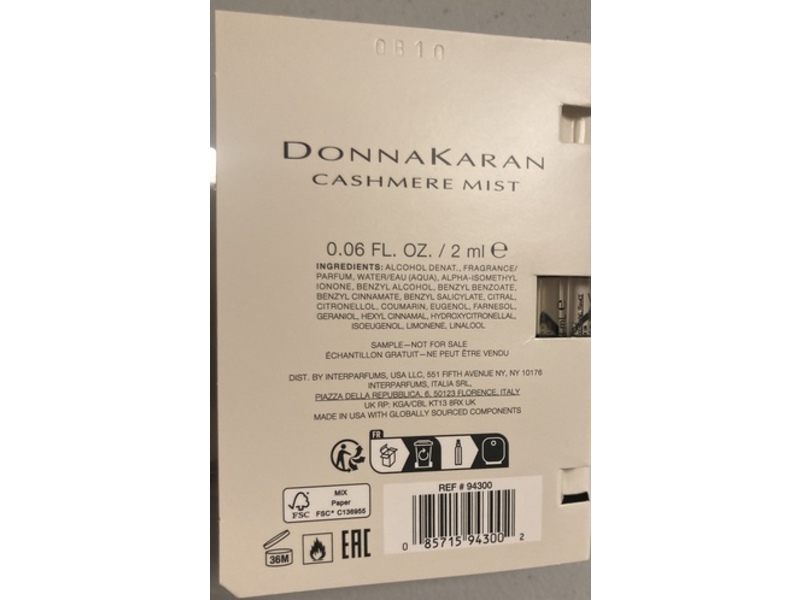 0810
DONNAKARAN
CASHMERE MIST
0.06 FL. OZ. / 2 ml ℮
INGREDIENTS: ALCOHOL DENAT., FRAGRANCE/
PARFUM, WATER/EAU (AQUA), ALPHA-ISOMETHYL
IONONE, BENZYL ALCOHOL, BENZYL BENZOATE,
BENZYL CINNAMATE, BENZYL SALICYLATE, CITRAL,
CITRONELLOL, COUMARIN, EUGENOL, FARNESOL,
GERANIOL, HEXYL CINNAMAL, HYDROXYCITRONELLAL,
ISOEUGENOL, LIMONENE, LINALOOL
SAMPLE—NOT FOR SALE
ÉCHANTILLON GRATUIT—NE PEUT ÊTRE VENDU
DIST. BY INTERPARFUMS, USA LLC, 551 FIFTH AVENUE NY, NY 10176
INTERPARFUMS, ITALIA SRL,
PIAZZA DELLA REPUBBLICA, 6, 50123 FLORENCE, ITALY
UK RP: KGA/CBL KT13 8RX UK
MADE IN USA WITH GLOBALLY SOURCED COMPONENTS
FR
FSC
MIX
Paper
FSC® C136955
REF # 94300
0 85715 94300 2
36M
EAC